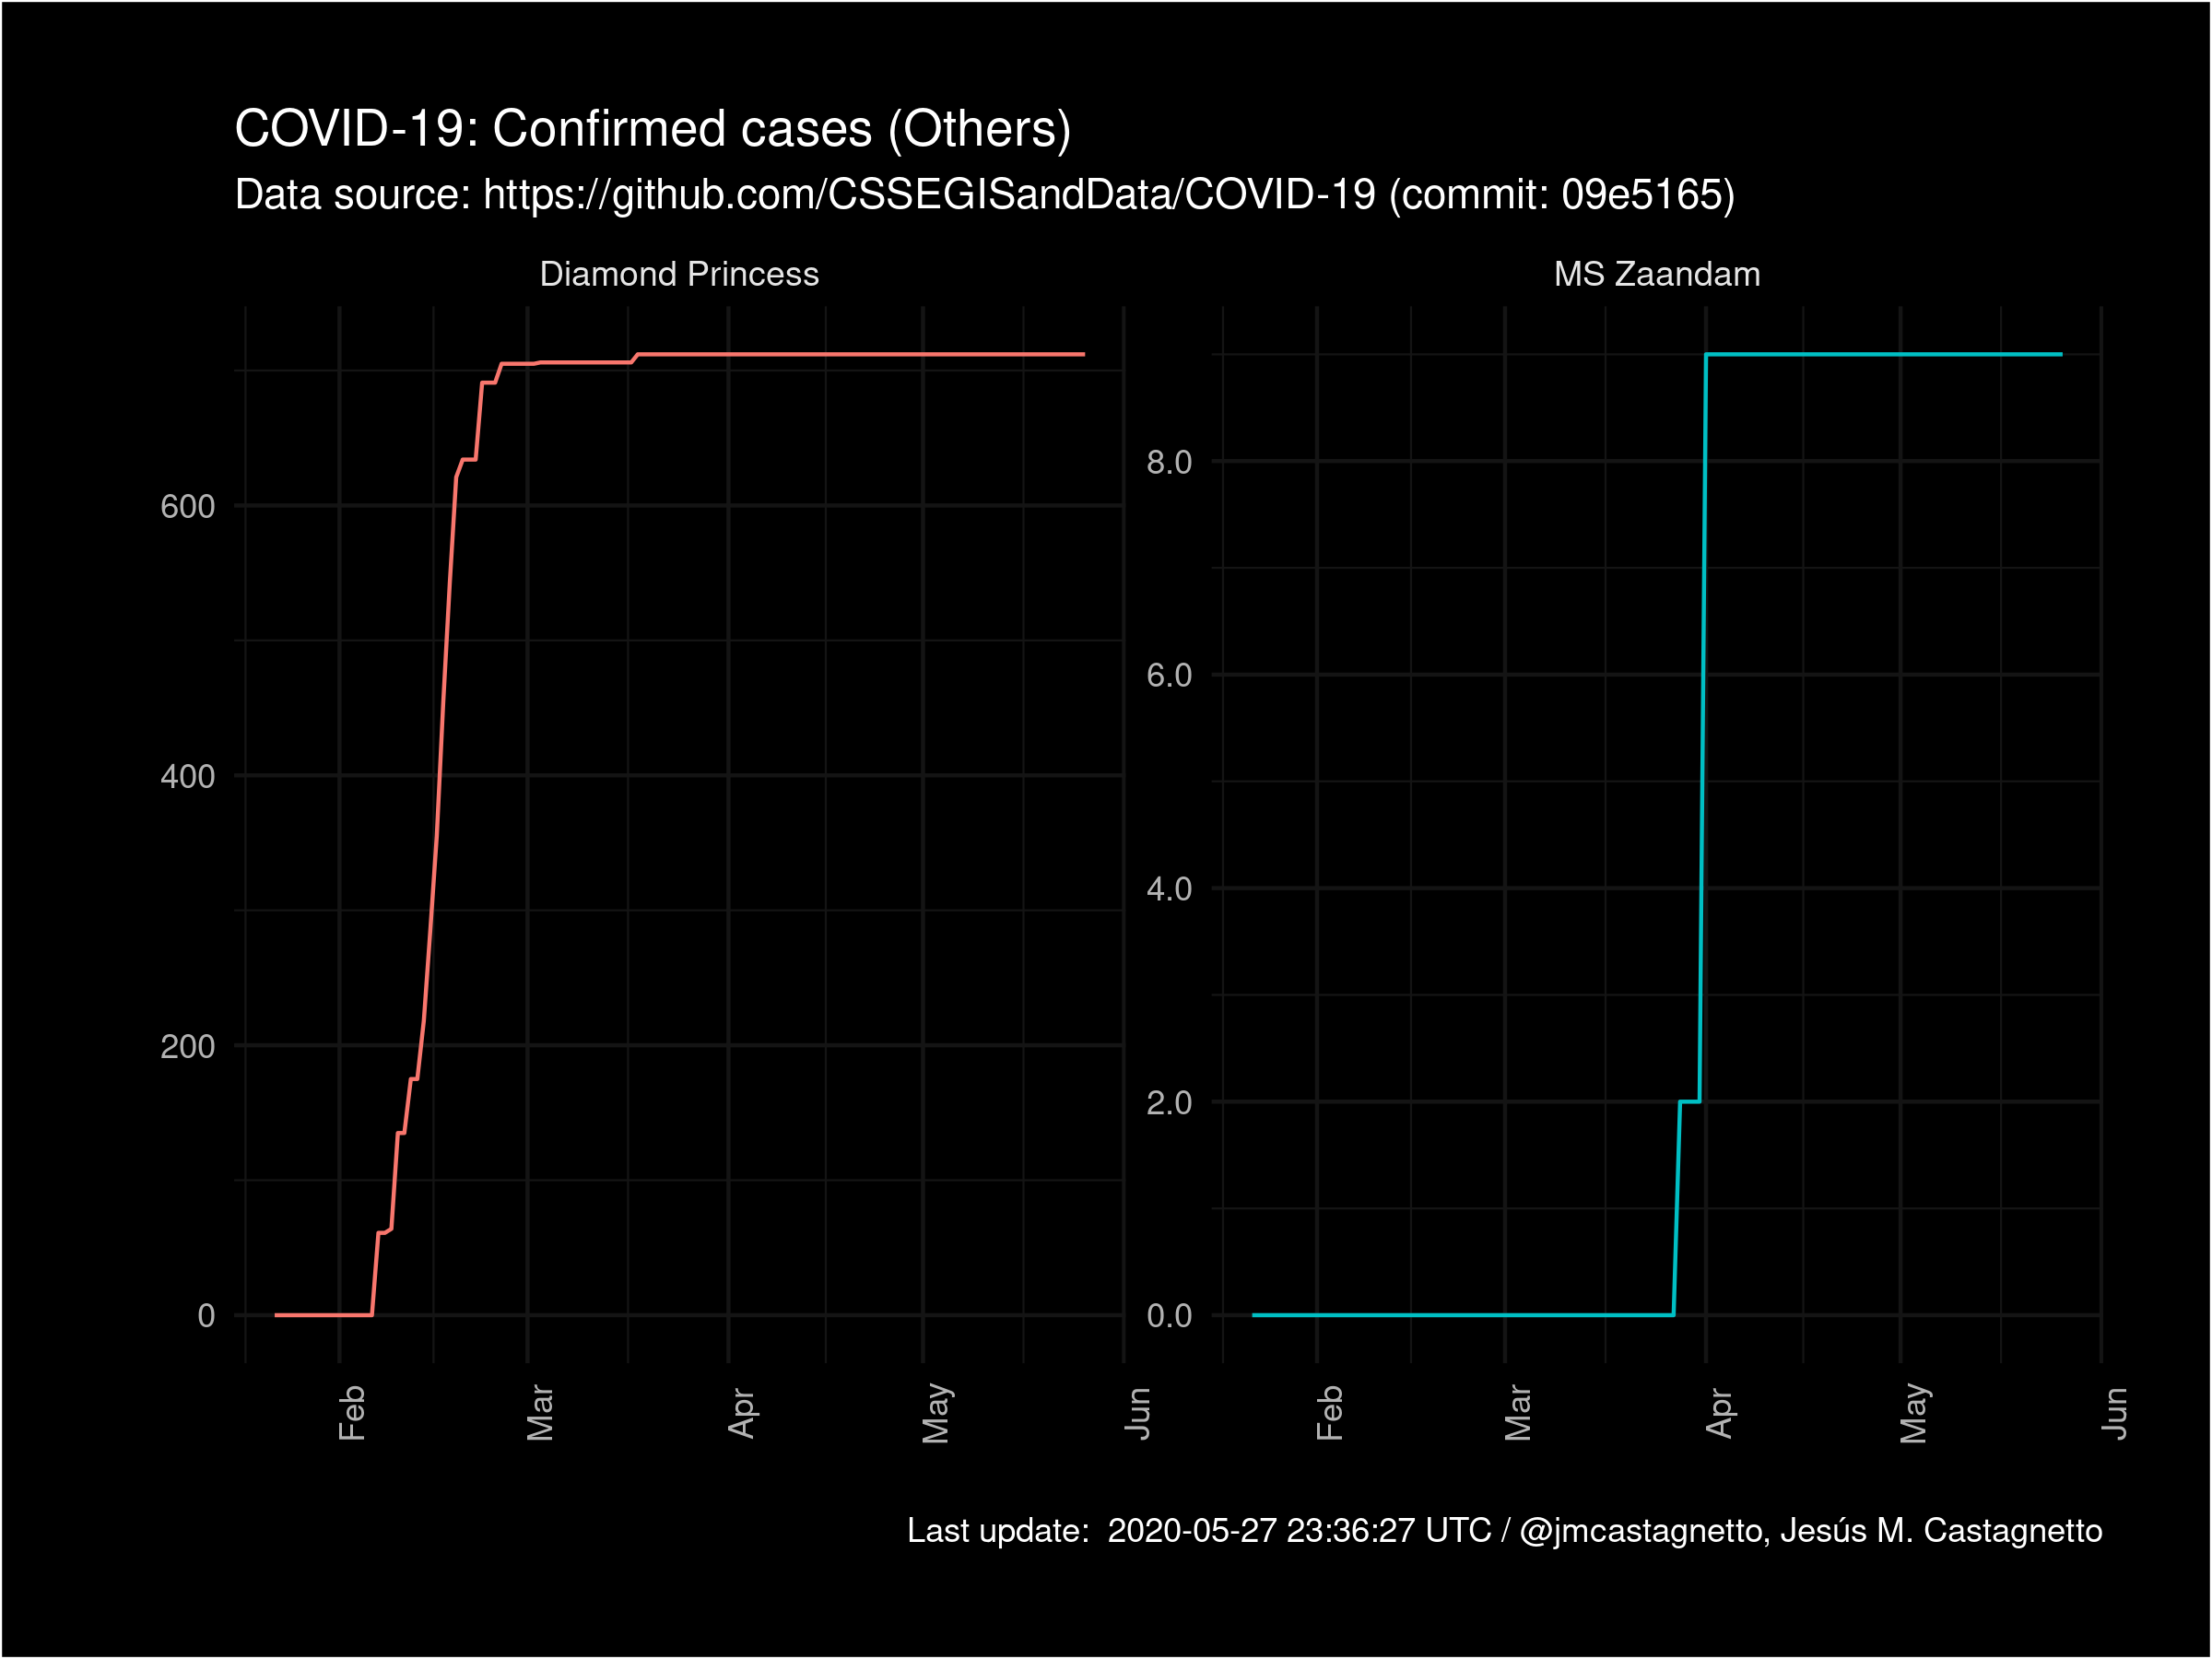 COVID-19: Confirmed cases (Others)
Data source: https://github.com/CSSEGISandData/COVID-19 (commit: 09e5165)
Diamond Princess
600
400
200
0
Feb
Mar
Apr
May
Jun
MS Zaandam
8.0
6.0
4.0
2.0
0.0
Feb
Mar
Apr
May
Jun
Last update:  2020-05-27 23:36:27 UTC / @jmcastagnetto, Jesús M. Castagnetto